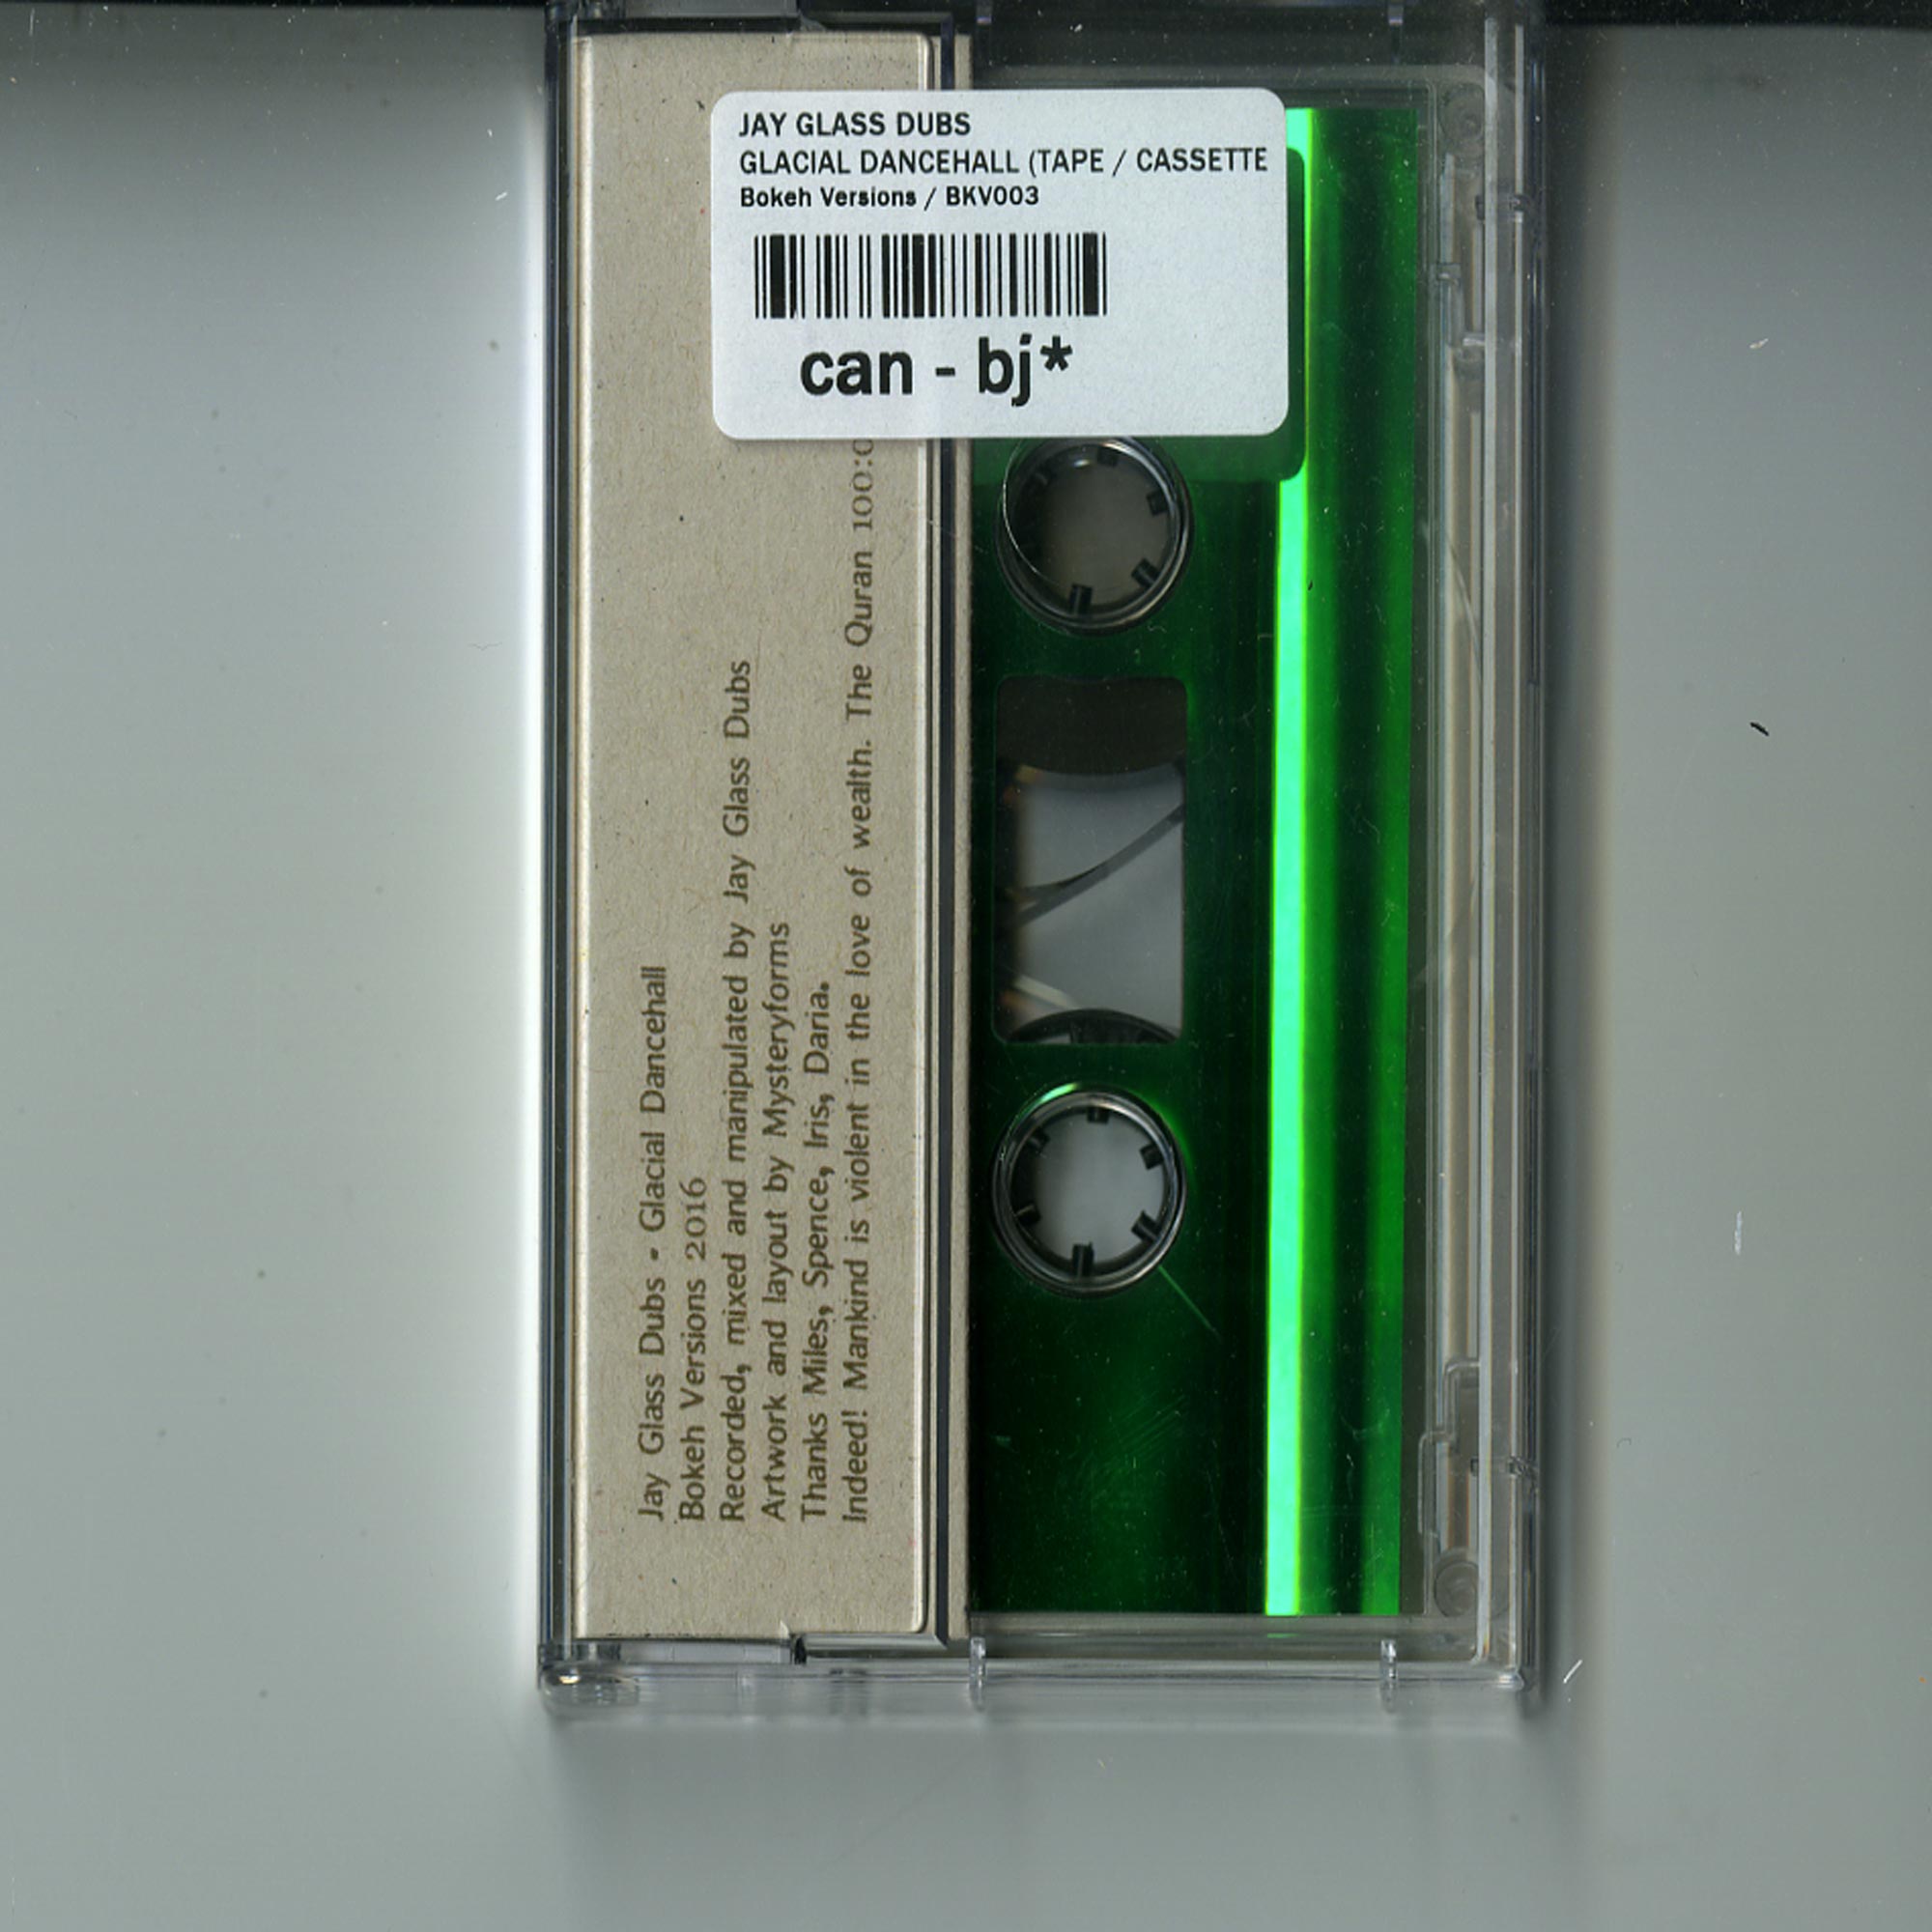 JAY GLASS DUBS
GLACIAL DANCEHALL (TAPE / CASSETTE
Bokeh Versions / BKV003
can - bj*
Jay Glass Dubs - Glacial Dancehall
Bokeh Versions 2016
Recorded, mixed and manipulated by Jay Glass Dubs
Artwork and layout by Mysteryforms
Thanks Miles, Spence, Iris, Daria.
Indeed! Mankind is violent in the love of wealth. The Quran